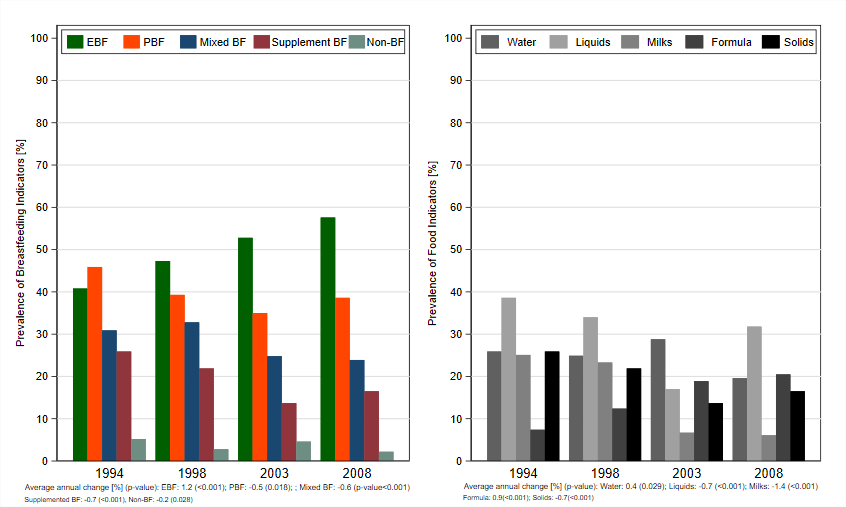 EBF PBF Mixed BF Supplement BF Non-BF
Prevalence of Breastfeeding Indicators [%]
100
90
80
70
60
50
40
30
20
10
0
1994 1998 2003 2008
Average annual change [%] (p-value): EBF: 1.2 (<0.001); PBF: -0.5 (0.018); ; Mixed BF: -0.6 (p-value<0.001)
Supplemented BF: -0.7 (<0.001), Non-BF: -0.2 (0.028)
Water Liquids Milks Formula Solids
Prevalence of Food Indicators [%]
100
90
80
70
60
50
40
30
20
10
0
1994 1998 2003 2008
Average annual change [%] (p-value): Water: 0.4 (0.029); Liquids: -0.7 (<0.001); Milks: -1.4 (<0.001)
Formula: 0.9(<0.001); Solids: -0.7(<0.001)